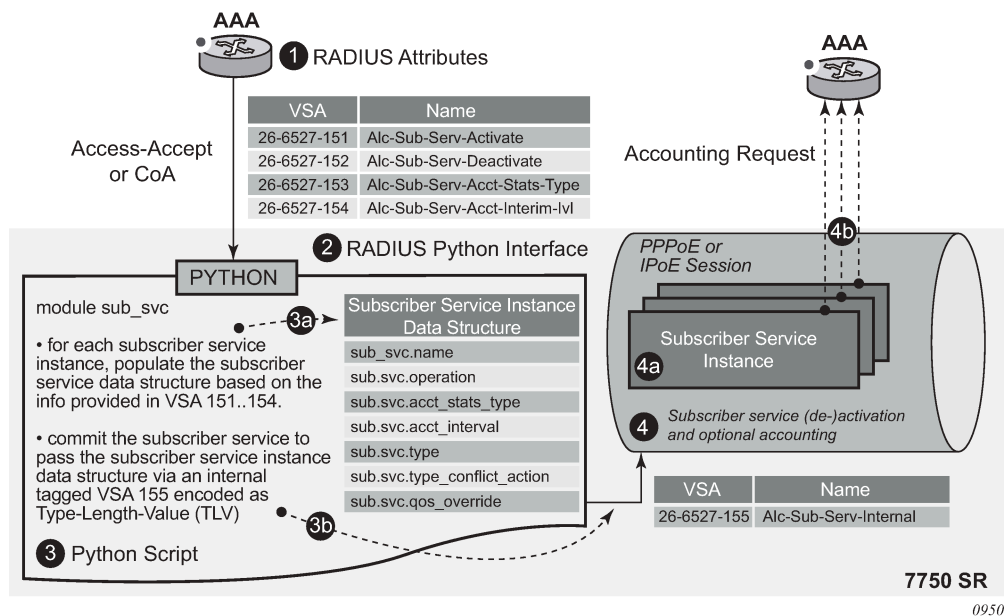 AAA
1 RADIUS Attributes
VSA Name
26-6527-151 Alc-Sub-Serv-Activate
26-6527-152 Alc-Sub-Serv-Deactivate
26-6527-153 Alc-Sub-Serv-Acct-Stats-Type
26-6527-154 Alc-Sub-Serv-Acct-Interim-Ivl
Access-Accept
or CoA
AAA
Accounting Request
2 RADIUS Python Interface
PYTHON
module sub_svc
• for each subscriber service
instance, populate the subscriber
service data structure based on the
info provided in VSA 151..154.
• commit the subscriber service to
pass the subscriber service instance
data structure via an internal
tagged VSA 155 encoded as
Type-Length-Value (TLV)
3 Python Script
3a
Subscriber Service Instance
Data Structure
sub_svc.name
sub.svc.operation
sub.svc.acct_stats_type
sub.svc.acct_interval
sub.svc.type
sub.svc.type_conflict_action
sub.svc.qos_override
3b
4b
PPPoE or
IPoE Session
Subscriber Service
Instance
4a
4 Subscriber service (de-)activation
and optional accounting
VSA Name
26-6527-155 Alc-Sub-Serv-Internal
7750 SR
0950